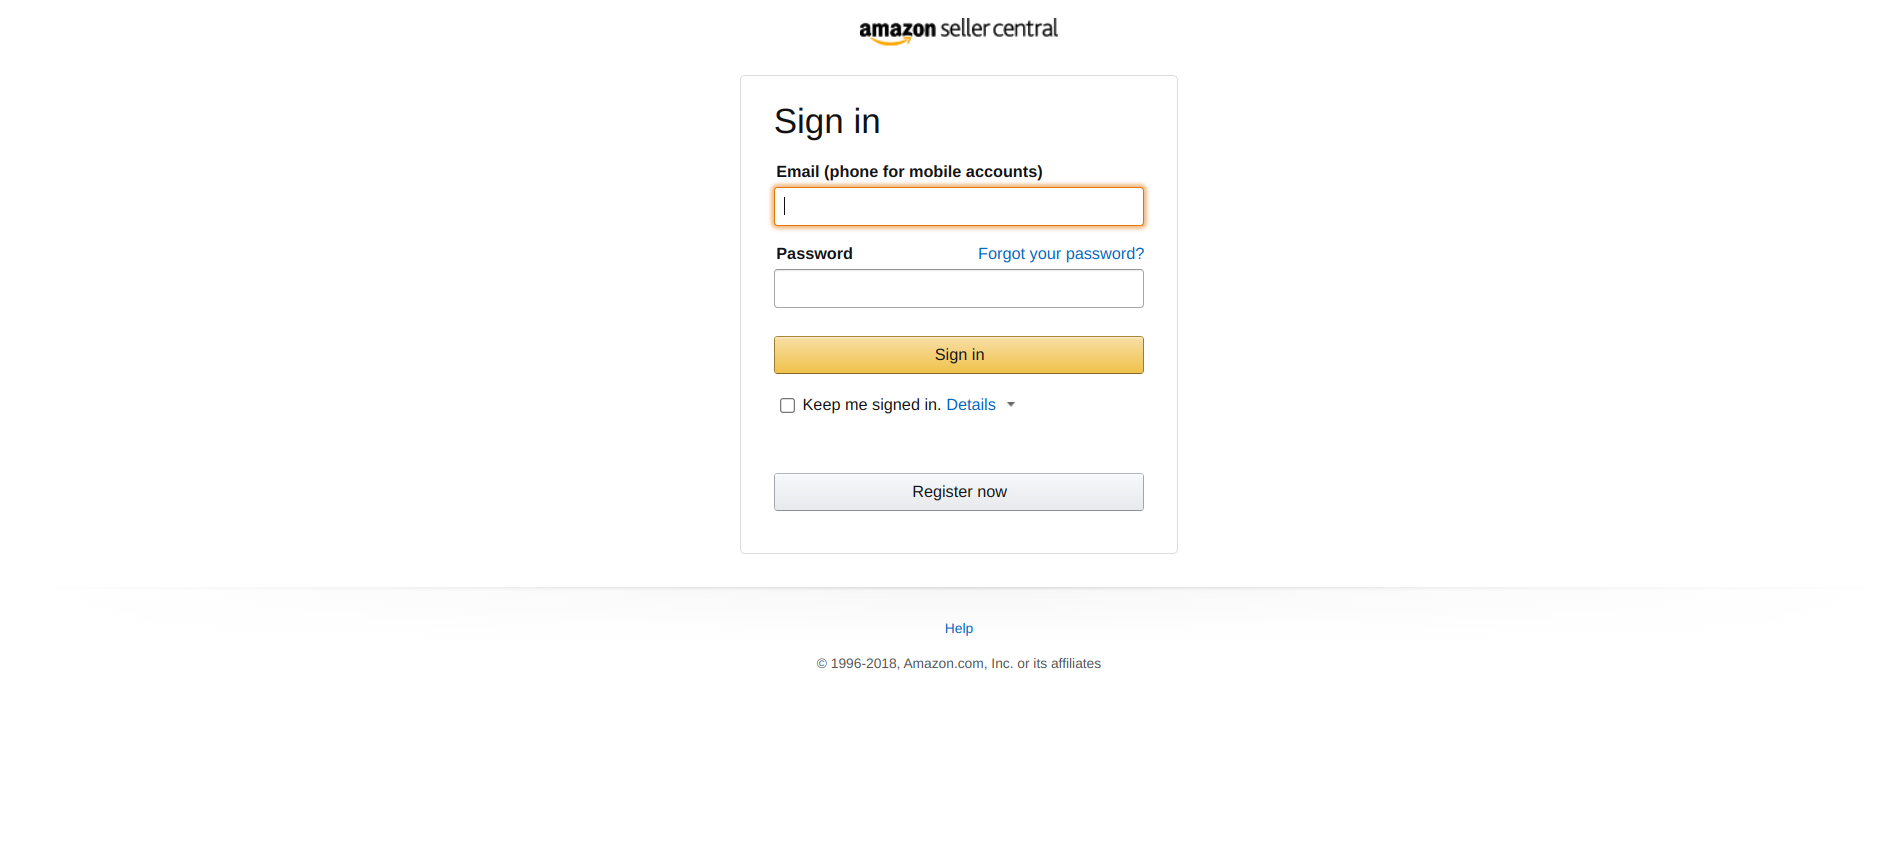 amazon seller central
Sign in
Email (phone for mobile accounts)
Password Forgot your password?
Sign in
Keep me signed in. Details
Register now
Help
© 1996-2018, Amazon.com, Inc. or its affiliates